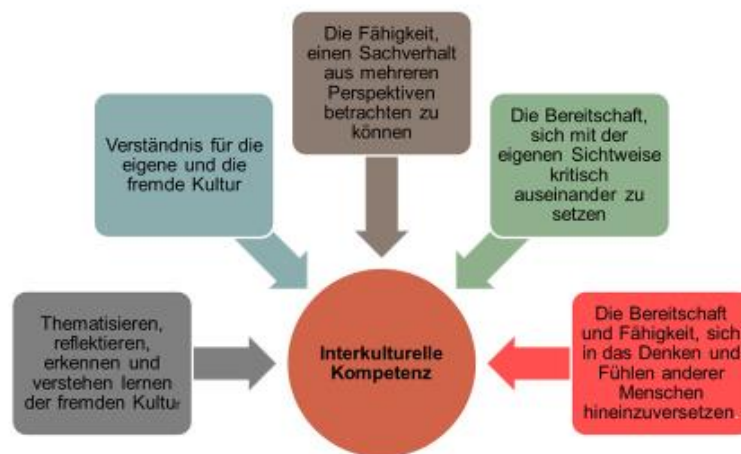 Die Fähigkeit,
einen Sachverhalt
aus mehreren
Perspektiven
betrachten zu
können
Verständnis für die
eigene und die
fremde Kultur
Die Bereitschaft,
sich mit der
eigenen Sichtweise
kritisch
auseinander zu
setzen
Thematisieren,
reflektieren,
erkennen und
verstehen lernen
der fremden Kultur
Interkulturelle
Kompetenz
Die Bereitschaft
und Fähigkeit, sich
in das Denken und
Fühlen anderer
Menschen
hineinzuversetzen